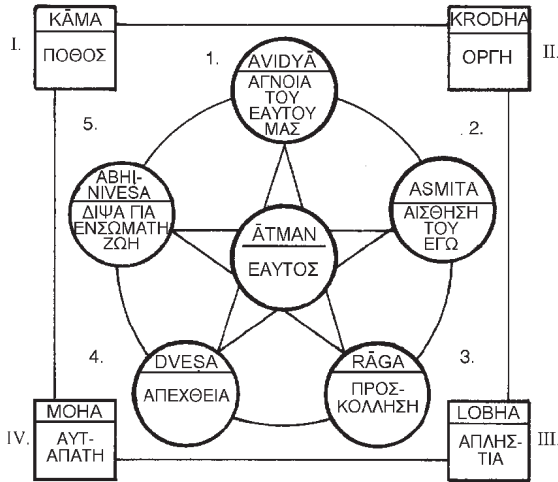 I.
KĀMA
ΠΟΘΟΣ
KRODHA
ΟΡΓΗ
II.
1.
AVIDYĀ
ΑΓΝΟΙΑ
ΤΟΥ
ΕΑΥΤΟΥ
ΜΑΣ
5.
ABHI-
NIVESA
ΔΙΨΑ ΓΙΑ
ΕΝΣΩΜΑΤΗ
ΖΩΗ
2.
ASMITA
ΑΙΣΘΗΣΗ
ΤΟΥ
ΕΓΩ
ĀTMAN
ΕΑΥΤΟΣ
4.
DVEṢA
ΑΠΕΧΘΕΙΑ
3.
RĀGA
ΠΡΟΣ-
ΚΟΛΛΗΣΗ
IV.
MOHA
ΑΥΤ-
ΑΠΑΤΗ
LOBHA
ΑΠΛΗΣ-
ΤΙΑ
III.